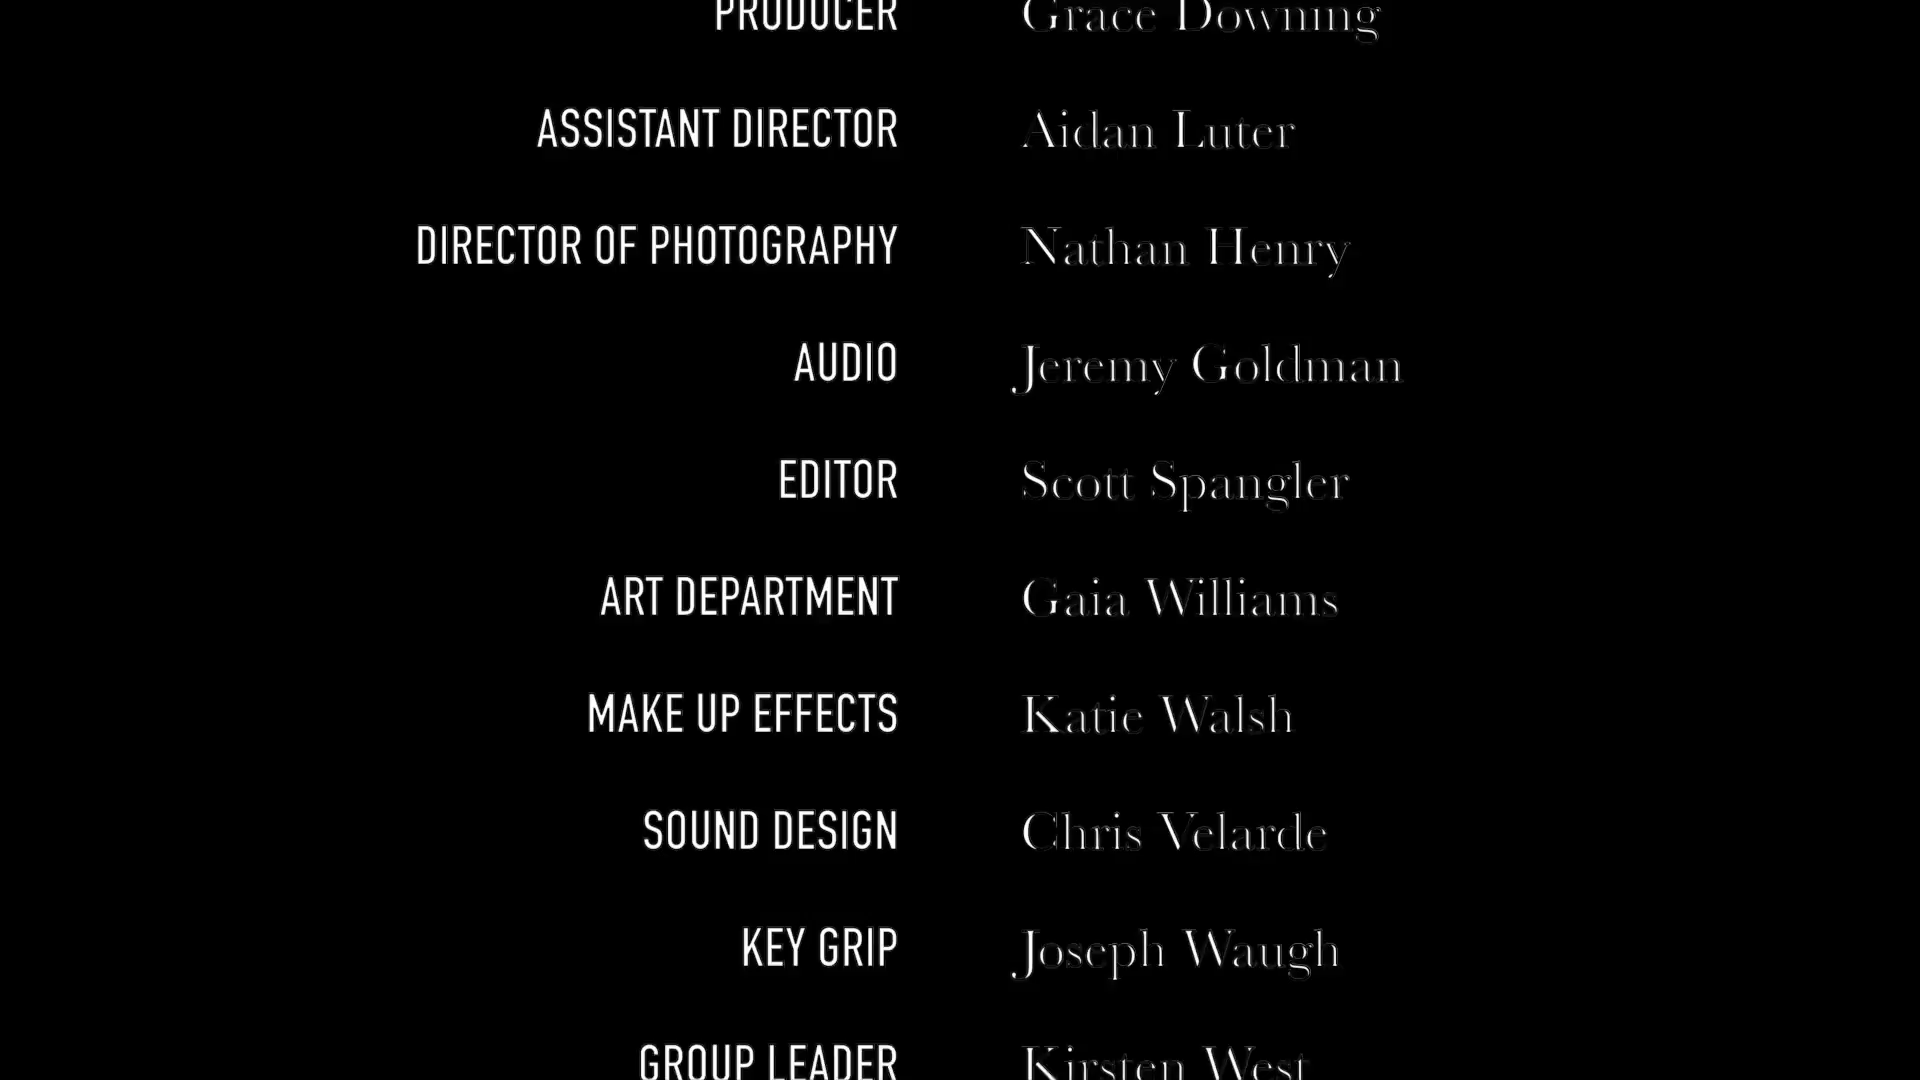 PRODUCER Grace Downing
ASSISTANT DIRECTOR Aidan Luter
DIRECTOR OF PHOTOGRAPHY Nathan Henry
AUDIO Jeremy Goldman
EDITOR Scott Spangler
ART DEPARTMENT Gaia Williams
MAKE UP EFFECTS Katie Walsh
SOUND DESIGN Chris Velarde
KEY GRIP Joseph Waugh
GROUP LEADER Kirsten West